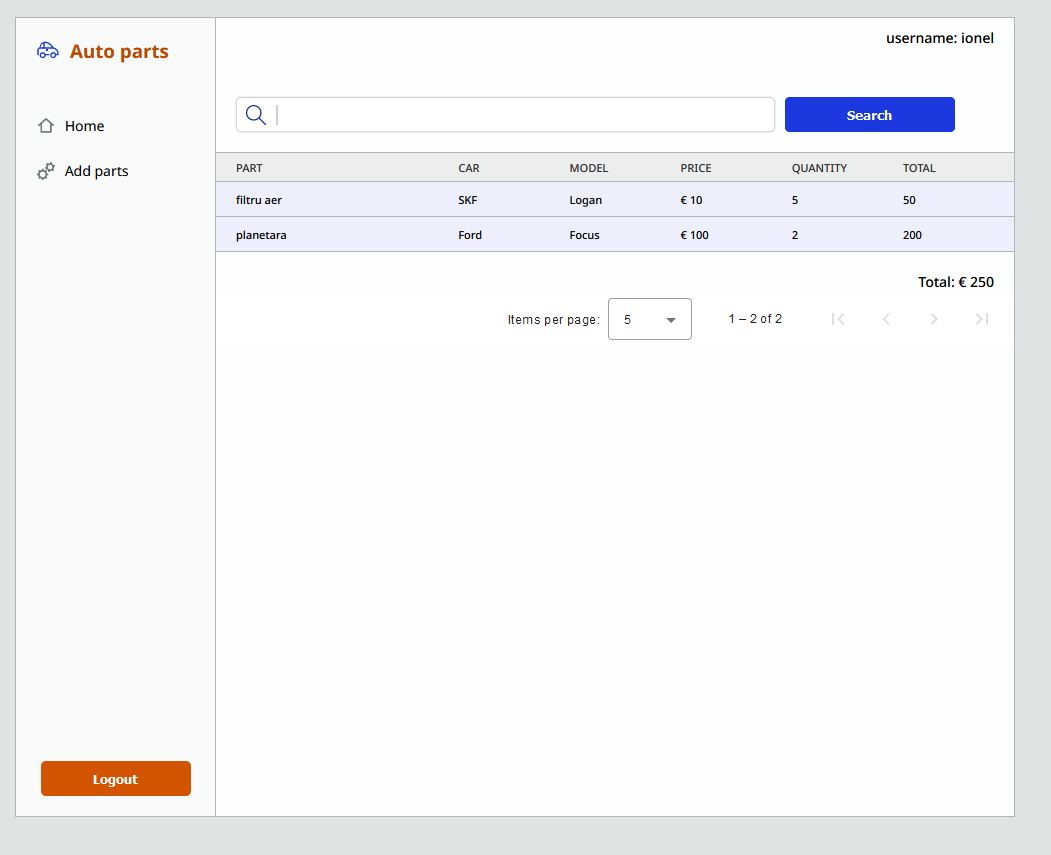 Auto parts
username: ionel
Home
Add parts
Search
PART CAR MODEL PRICE QUANTITY TOTAL
filtru aer SKF Logan € 10 5 50
planetara Ford Focus € 100 2 200
Total: € 250
Items per page: 5 1 – 2 of 2
Logout